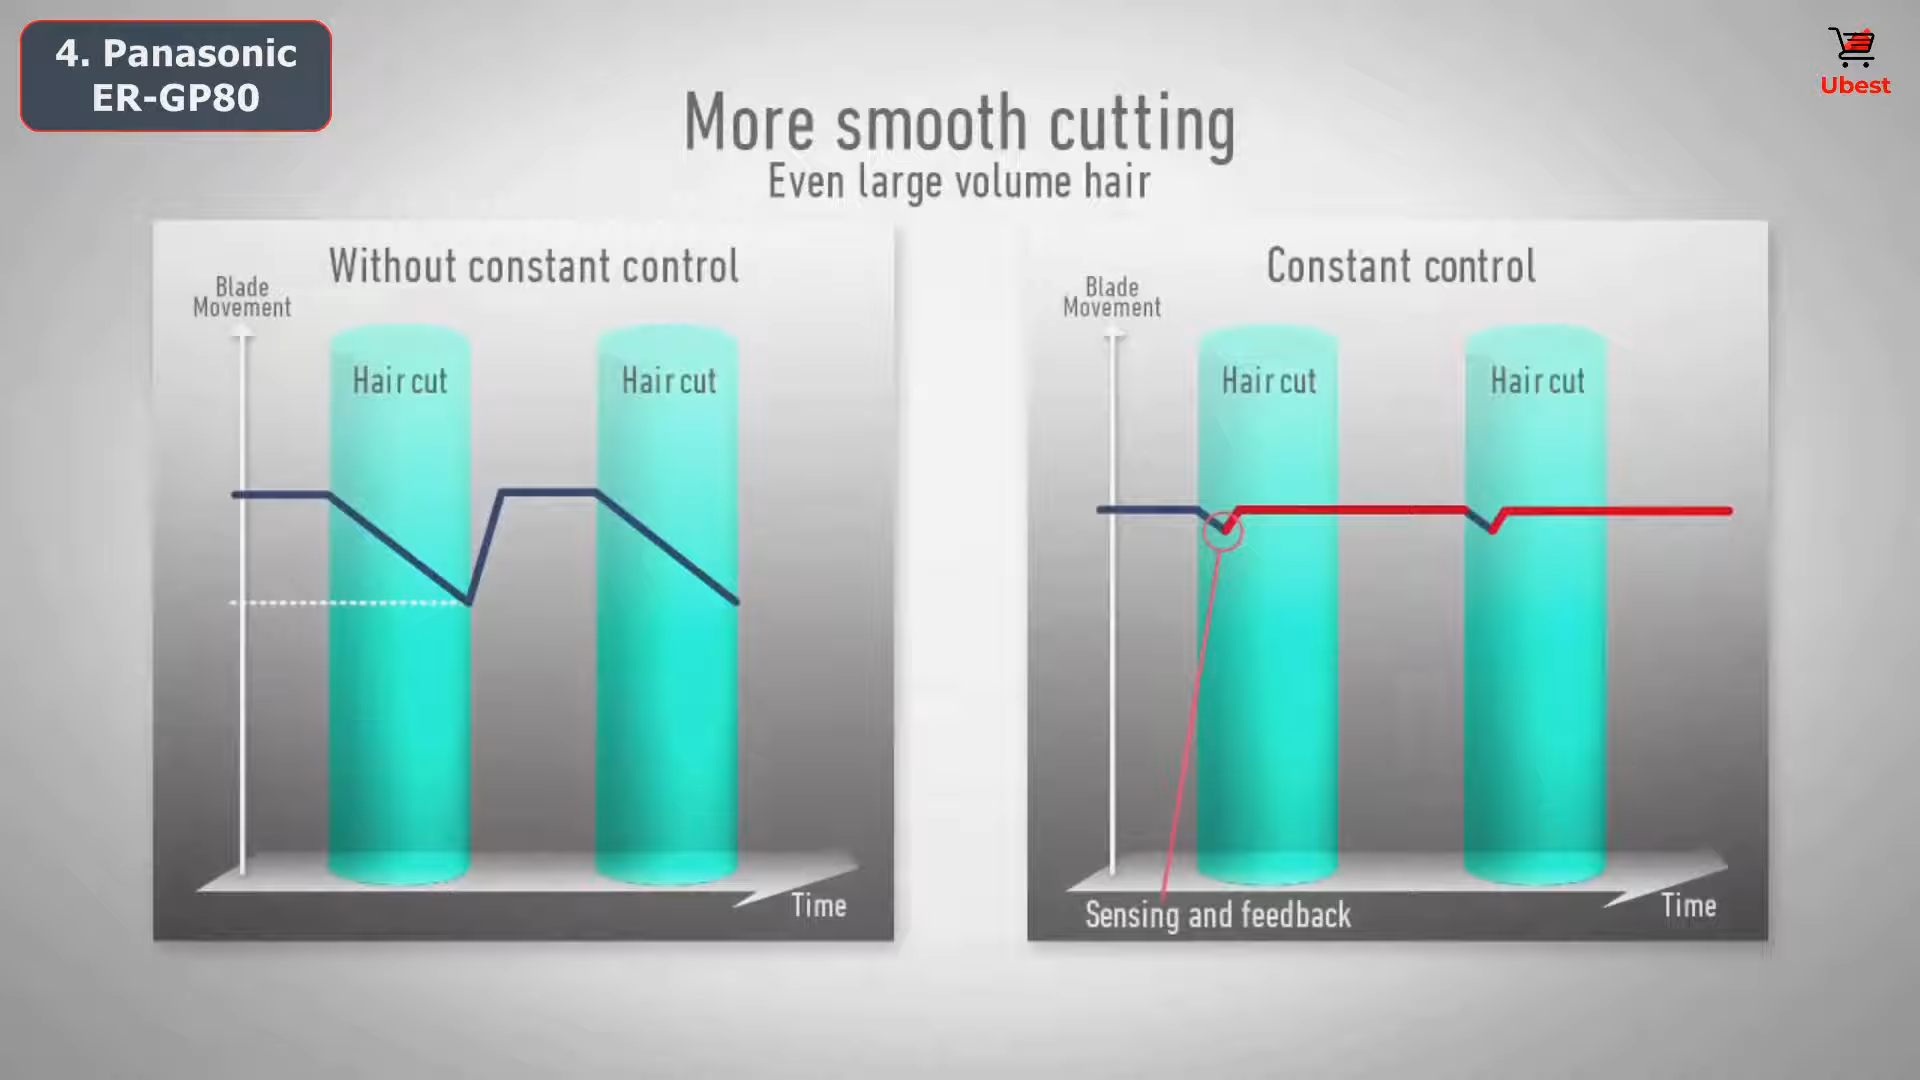 4. Panasonic
ER-GP80
Ubest
More smooth cutting
Even large volume hair
Without constant control
Blade
Movement
Hair cut
Hair cut
Time
Constant control
Blade
Movement
Hair cut
Hair cut
Sensing and feedback
Time